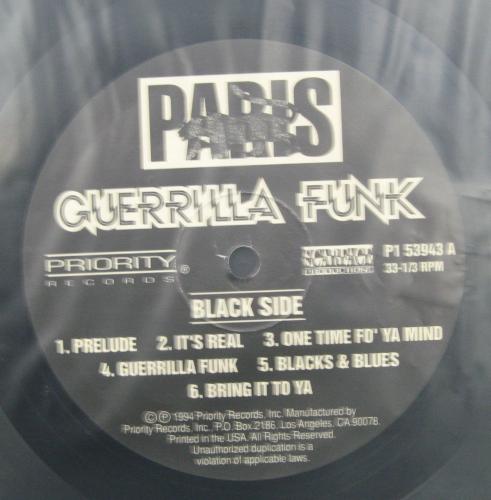 PARIS
GUERRILLA FUNK
PRIORITY
RECORDS ®
P1 53943 A
PRODUCTIONS
33-1/3 RPM
BLACK SIDE
1. PRELUDE 2. IT'S REAL 3. ONE TIME FO' YA MIND
4. GUERRILLA FUNK 5. BLACKS & BLUES
6. BRING IT TO YA
© ℗ 1994 Priority Records, Inc. Manufactured by
Priority Records, Inc., P.O. Box 2186, Los Angeles, CA 90078.
Printed in the USA. All Rights Reserved.
Unauthorized duplication is a
violation of applicable laws.